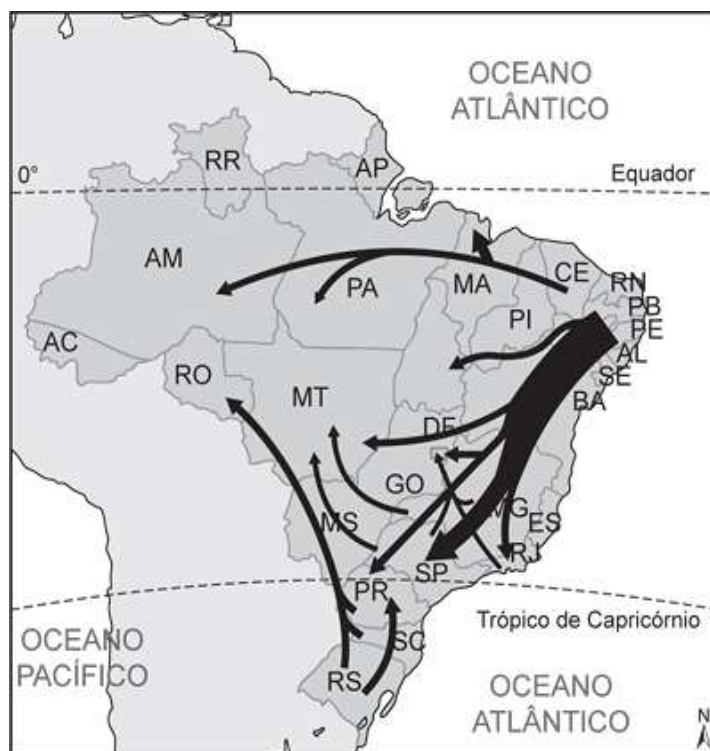 OCEANO
ATLÂNTICO
RR
AP
0°
Equador
AM
PA
MA
CE
RN
PB
PI
PE
AC
AL
RO
SE
MT
BA
DF
GO
MG
MS
ES
RJ
SP
PR
Trópico de Capricórnio
SC
OCEANO
PACÍFICO
RS
OCEANO
ATLÂNTICO
N